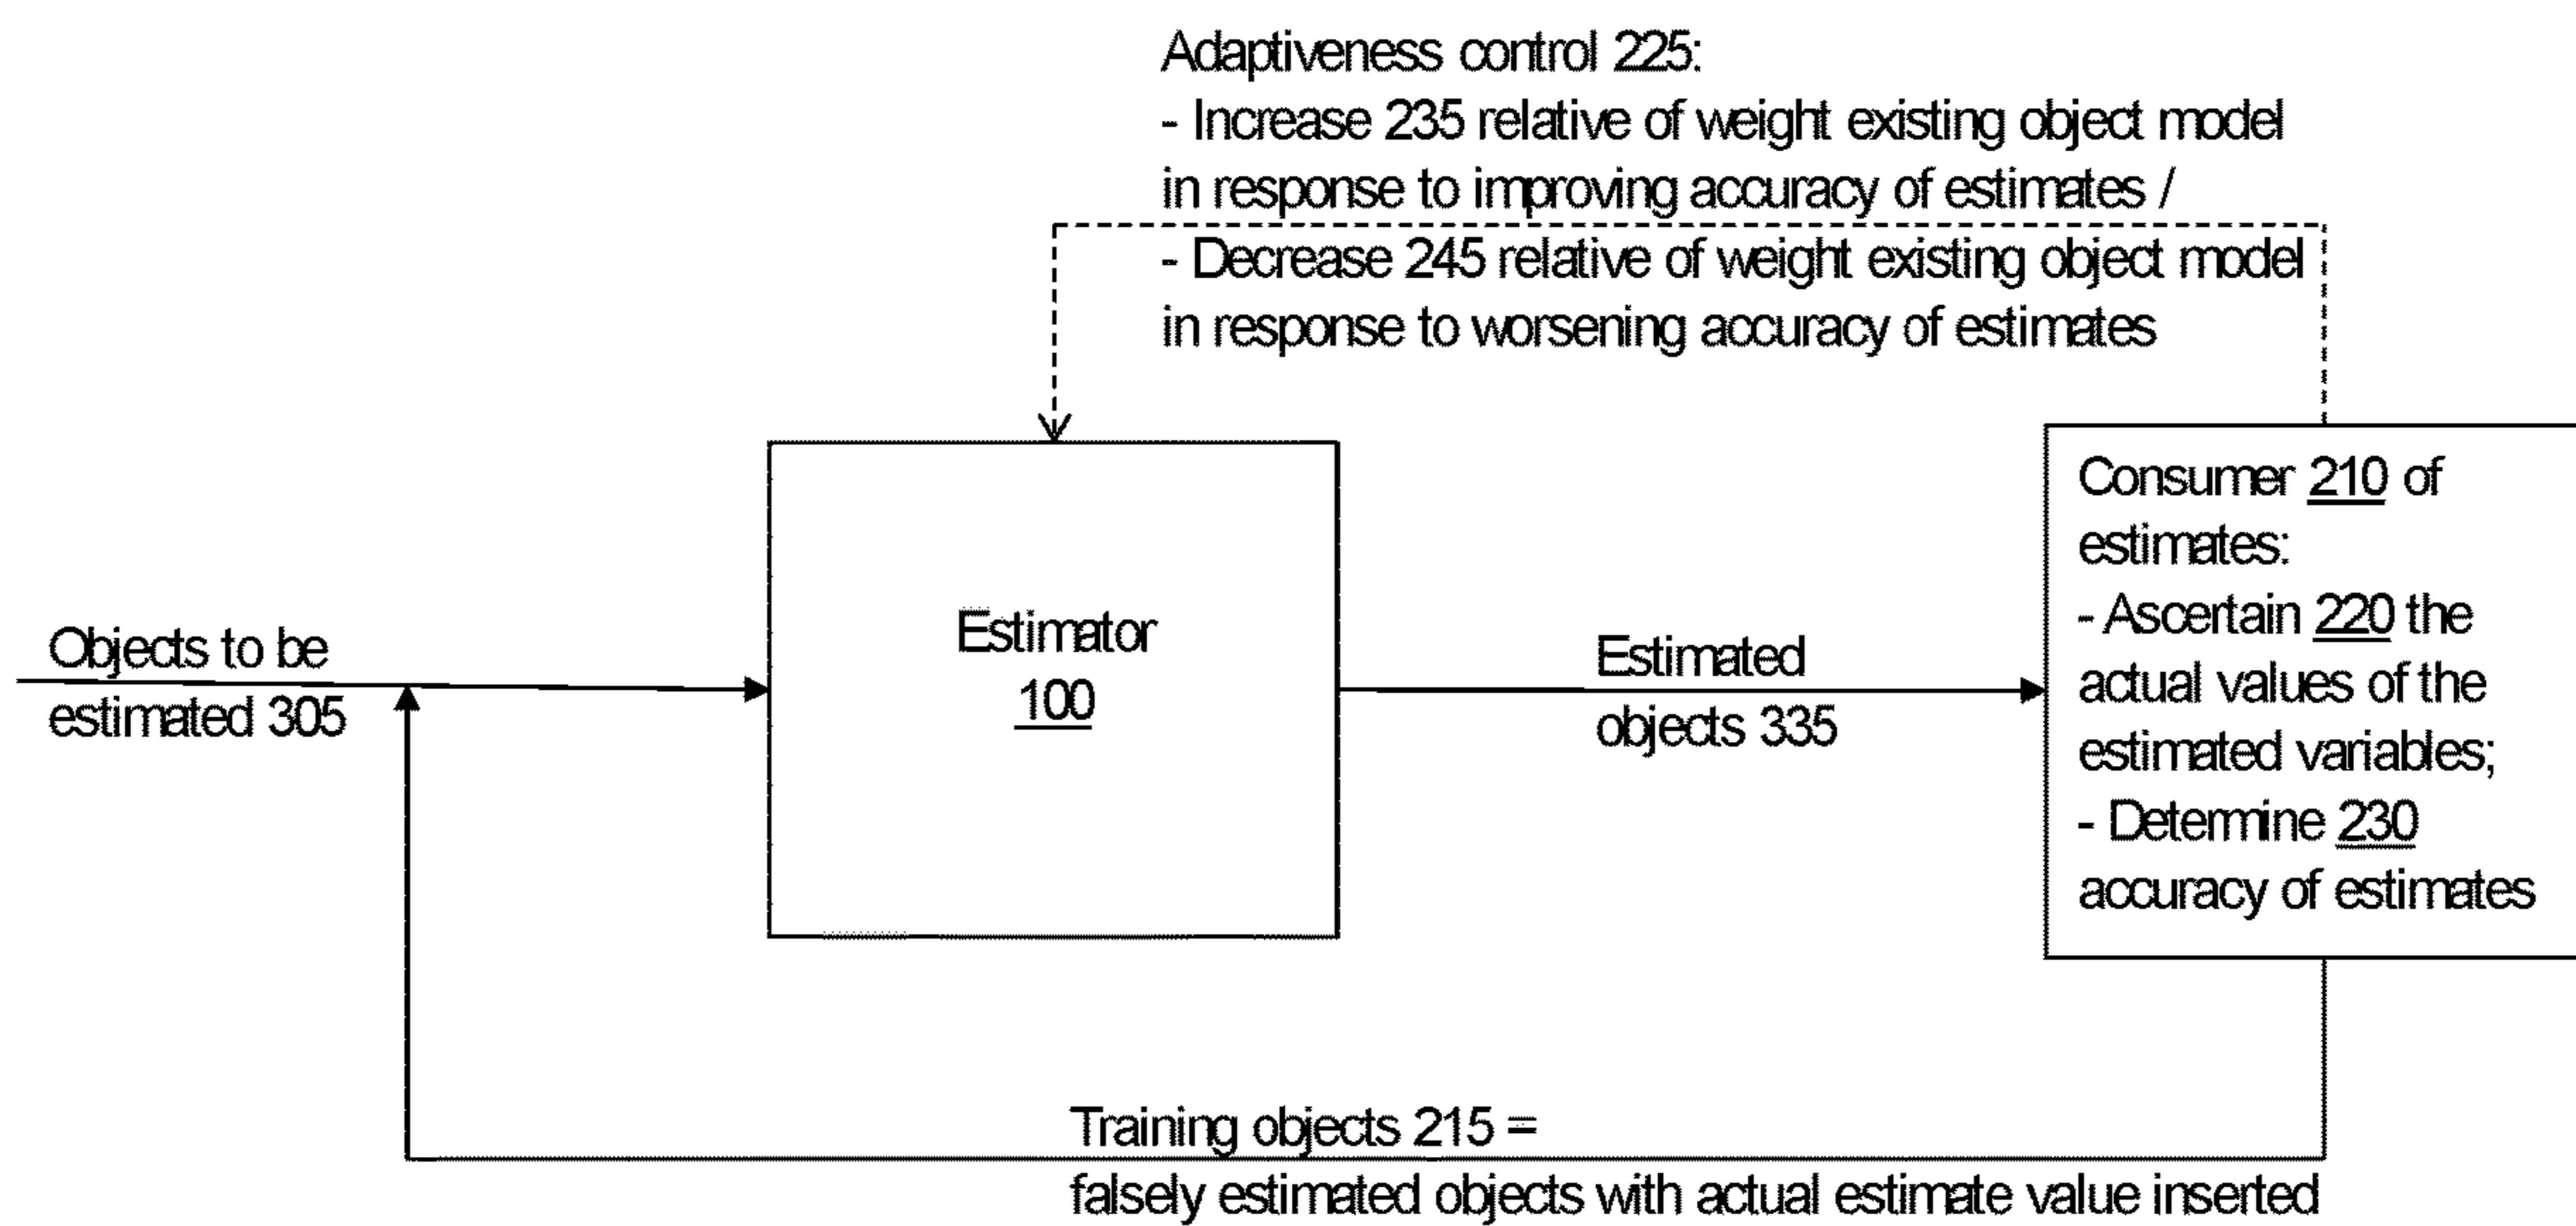 Adaptiveness control 225:
- Increase 235 relative of weight existing object model
in response to improving accuracy of estimates /
- Decrease 245 relative of weight existing object model
in response to worsening accuracy of estimates
Objects to be
estimated 305
Estimator
100
Estimated
objects 335
Consumer 210 of
estimates:
- Ascertain 220 the
actual values of the
estimated variables;
- Determine 230
accuracy of estimates
Training objects 215 =
falsely estimated objects with actual estimate value inserted